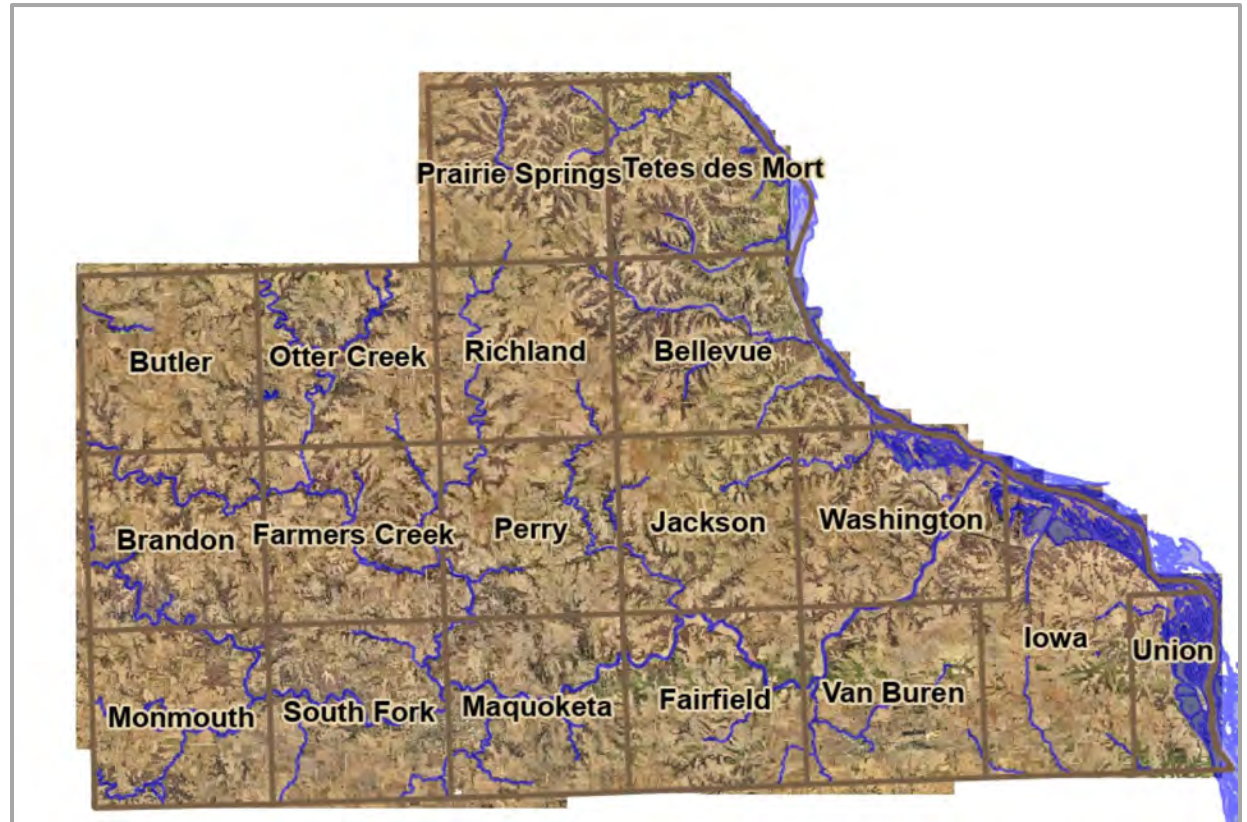 Prairie Springs
Tetes des Mort
Butler
Otter Creek
Richland
Bellevue
Brandon
Farmers Creek
Perry
Jackson
Washington
Monmouth
South Fork
Maquoketa
Fairfield
Van Buren
Iowa
Union